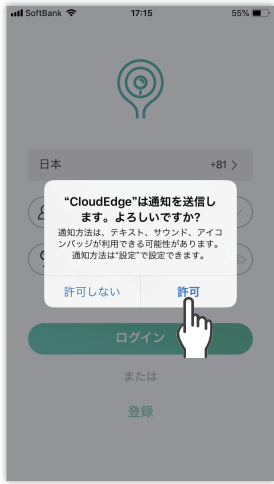 SoftBank 17:15 55%
日本 +81 >
“CloudEdge”は通知を送信し
ます。よろしいですか?
通知方法は、テキスト、サウンド、アイコ
ンバッジが利用できる可能性があります。
通知方法は“設定”で設定できます。
許可しない 許可
ログイン
または
登録